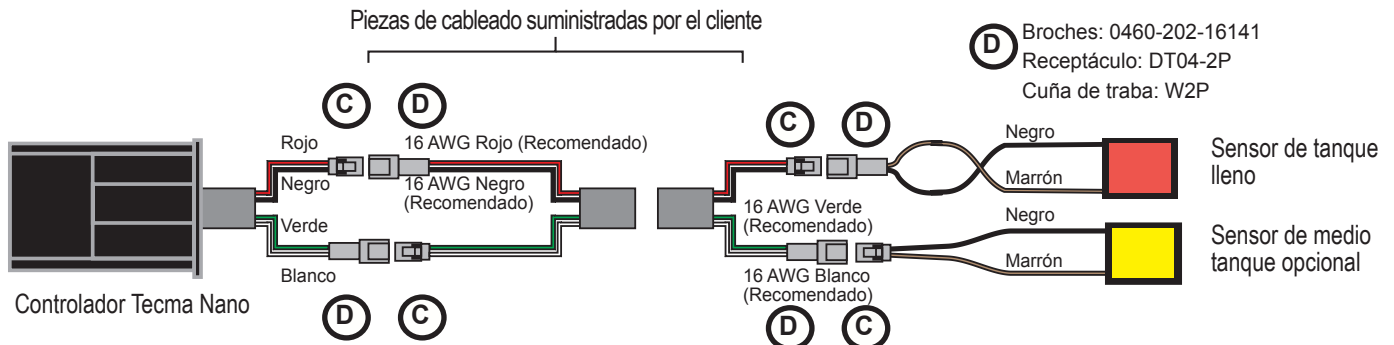 Piezas de cableado suministradas por el cliente
D
Broches: 0460-202-16141
Receptáculo: DT04-2P
Cuña de traba: W2P
C
D
C
D
Rojo
16 AWG Rojo (Recomendado)
Negro
16 AWG Negro
(Recomendado)
Verde
Blanco
D
C
Controlador Tecma Nano
16 AWG Verde
(Recomendado)
16 AWG Blanco
(Recomendado)
D
C
Negro
Marrón
Sensor de tanque
lleno
Negro
Marrón
Sensor de medio
tanque opcional